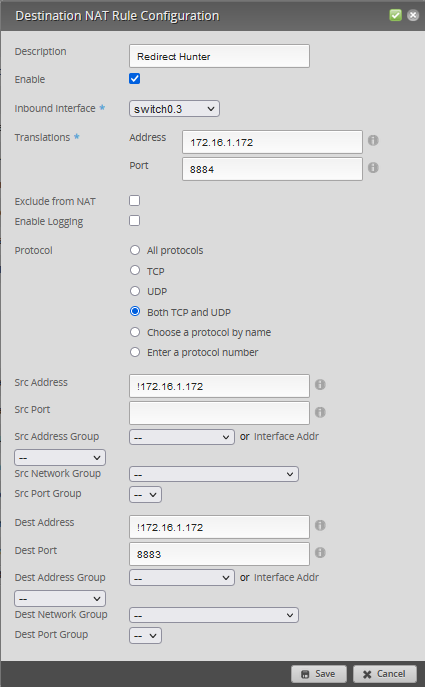 Destination NAT Rule Configuration
Description Redirect Hunter
Enable
Inbound Interface * switch0.3
Translations * Address 172.16.1.172
Port 8884
Exclude from NAT
Enable Logging
Protocol All protocols
TCP
UDP
Both TCP and UDP
Choose a protocol by name
Enter a protocol number
Src Address !172.16.1.172
Src Port
Src Address Group -- or Interface Addr
--
Src Network Group --
Src Port Group --
Dest Address !172.16.1.172
Dest Port 8883
Dest Address Group -- or Interface Addr
--
Dest Network Group --
Dest Port Group --
Save Cancel